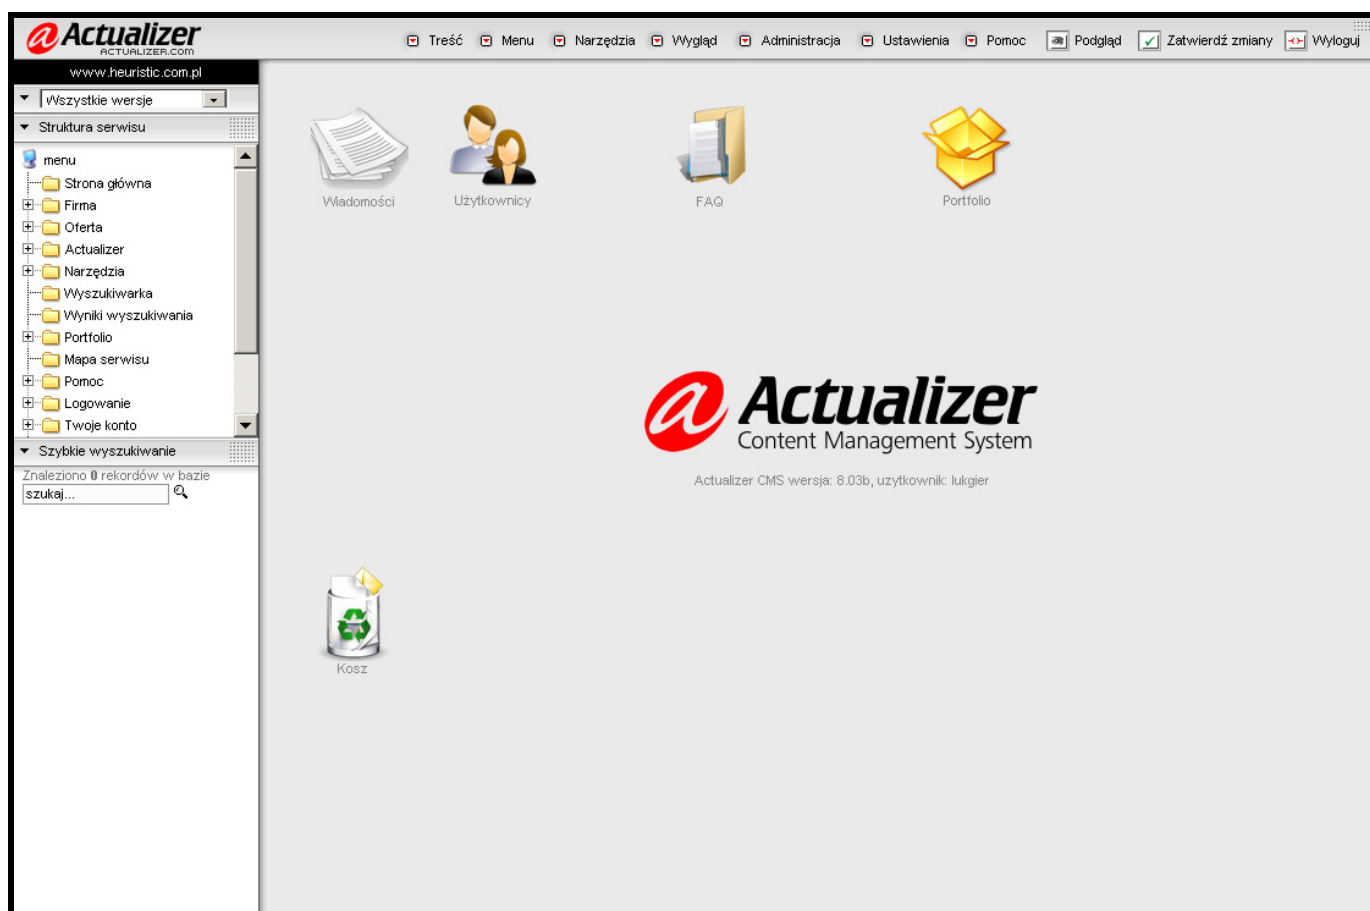 Actualizer
ACTUALIZER.COM
Treść Menu Narzędzia Wygląd Administracja Ustawienia Pomoc Podgląd Zatwierdź zmiany Wyloguj
www.heuristic.com.pl
Wszystkie wersje
Struktura serwisu
menu
Strona główna
Firma
Oferta
Actualizer
Narzędzia
Wyszukiwarka
Wyniki wyszukiwania
Portfolio
Mapa serwisu
Pomoc
Logowanie
Twoje konto
Szybkie wyszukiwanie
Znaleziono 0 rekordów w bazie
szukaj...
Wiadomości Użytkownicy FAQ Portfolio
Actualizer
Content Management System
Actualizer CMS wersja: 8.03b, uzytkownik: lukgier
Kosz